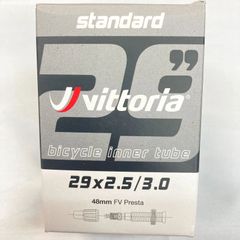 standard
29"
vittoria
bicycle inner tube
29x2.5/3.0
48mm FV Presta